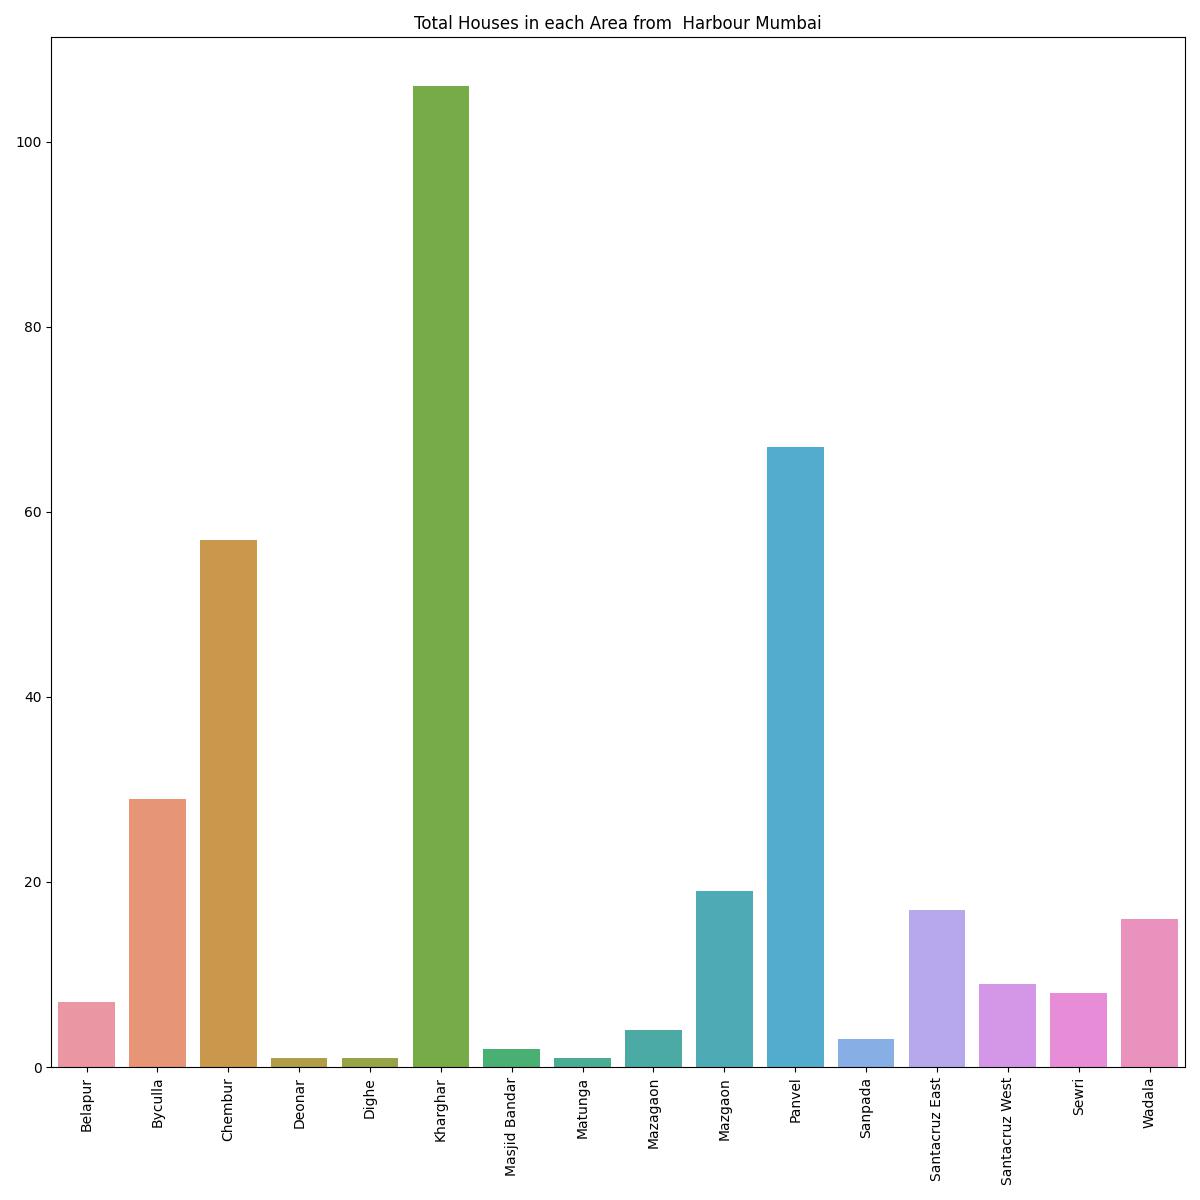 Total Houses in each Area from  Harbour Mumbai
100
80
60
40
20
0
Belapur
Byculla
Chembur
Deonar
Dighe
Kharghar
Masjid Bandar
Matunga
Mazagaon
Mazgaon
Panvel
Sanpada
Santacruz East
Santacruz West
Sewri
Wadala